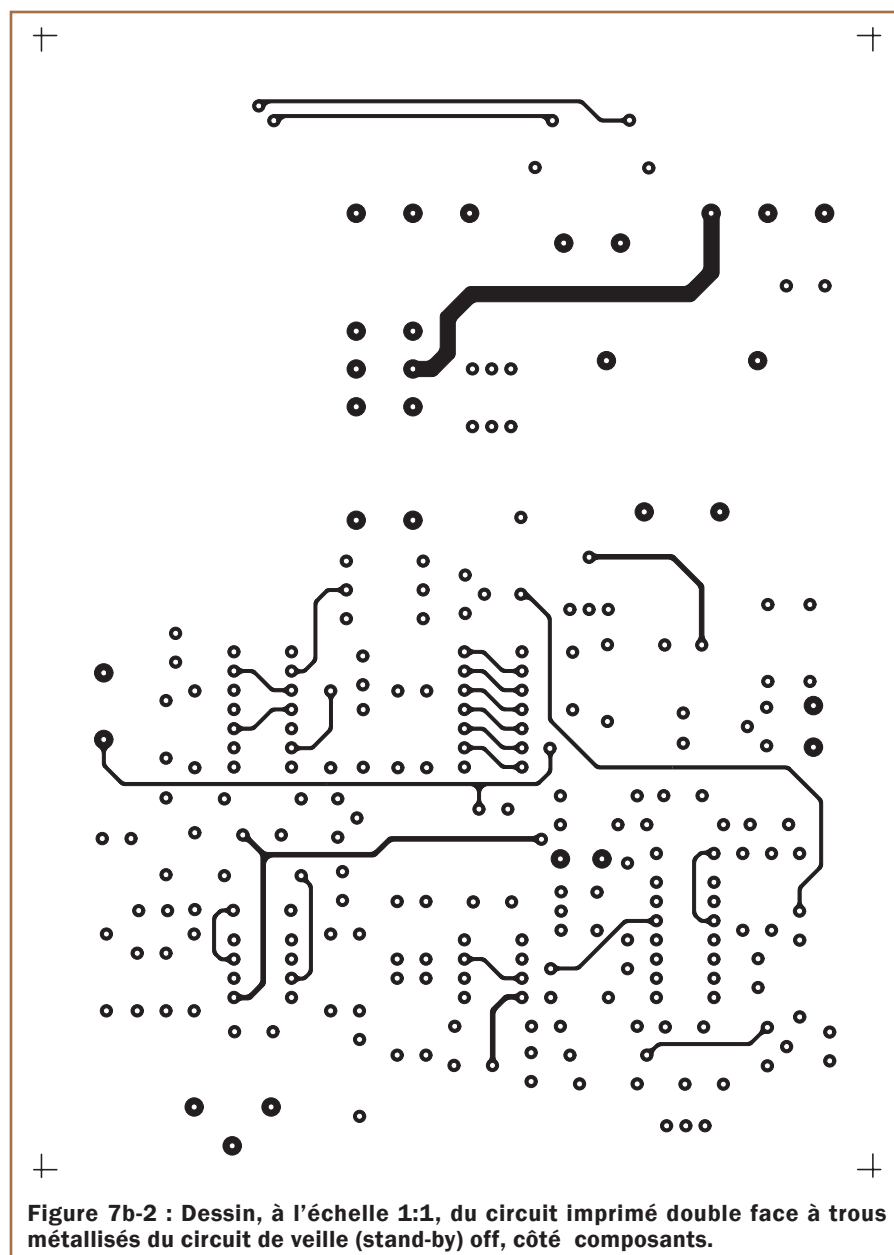 Figure 7b-2 : Dessin, à l'échelle 1:1, du circuit imprimé double face à trous
métallisés du circuit de veille (stand-by) off, côté composants.